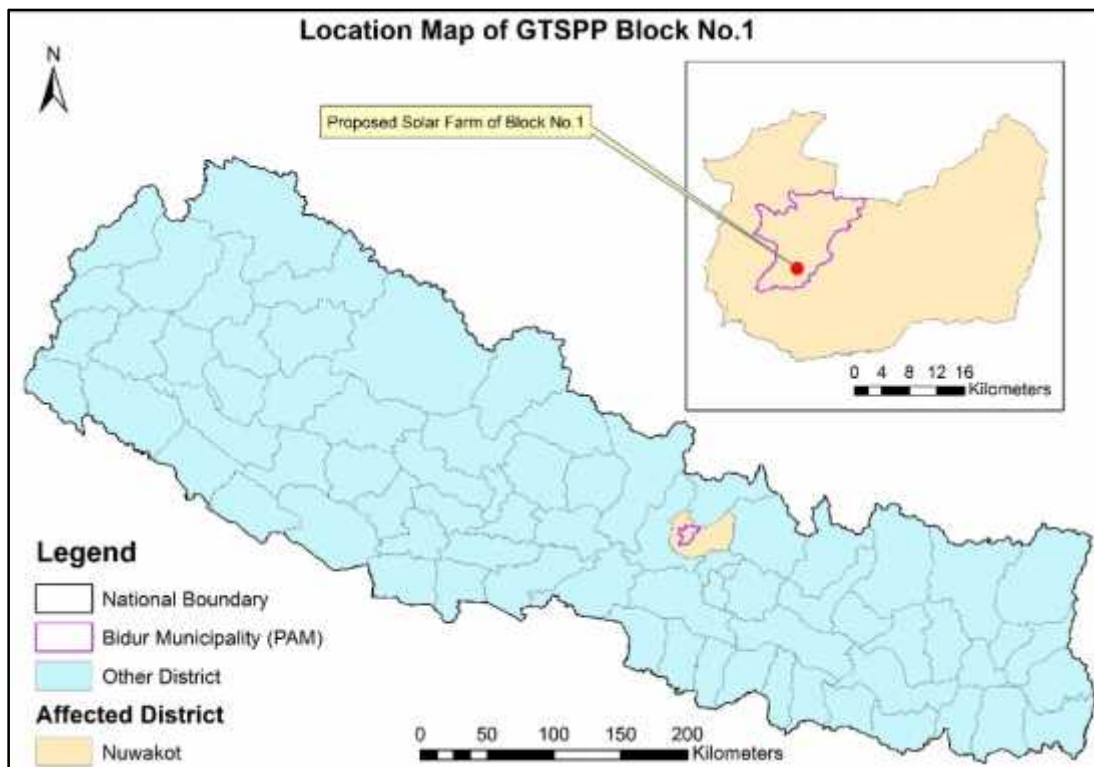 Location Map of GTSPP Block No.1
N
Proposed Solar Farm of Block No.1
0 4 8 12 16
Kilometers
Legend
National Boundary
Bidur Municipality (PAM)
Other District
Affected District
Nuwakot
0 50 100 150 200
Kilometers